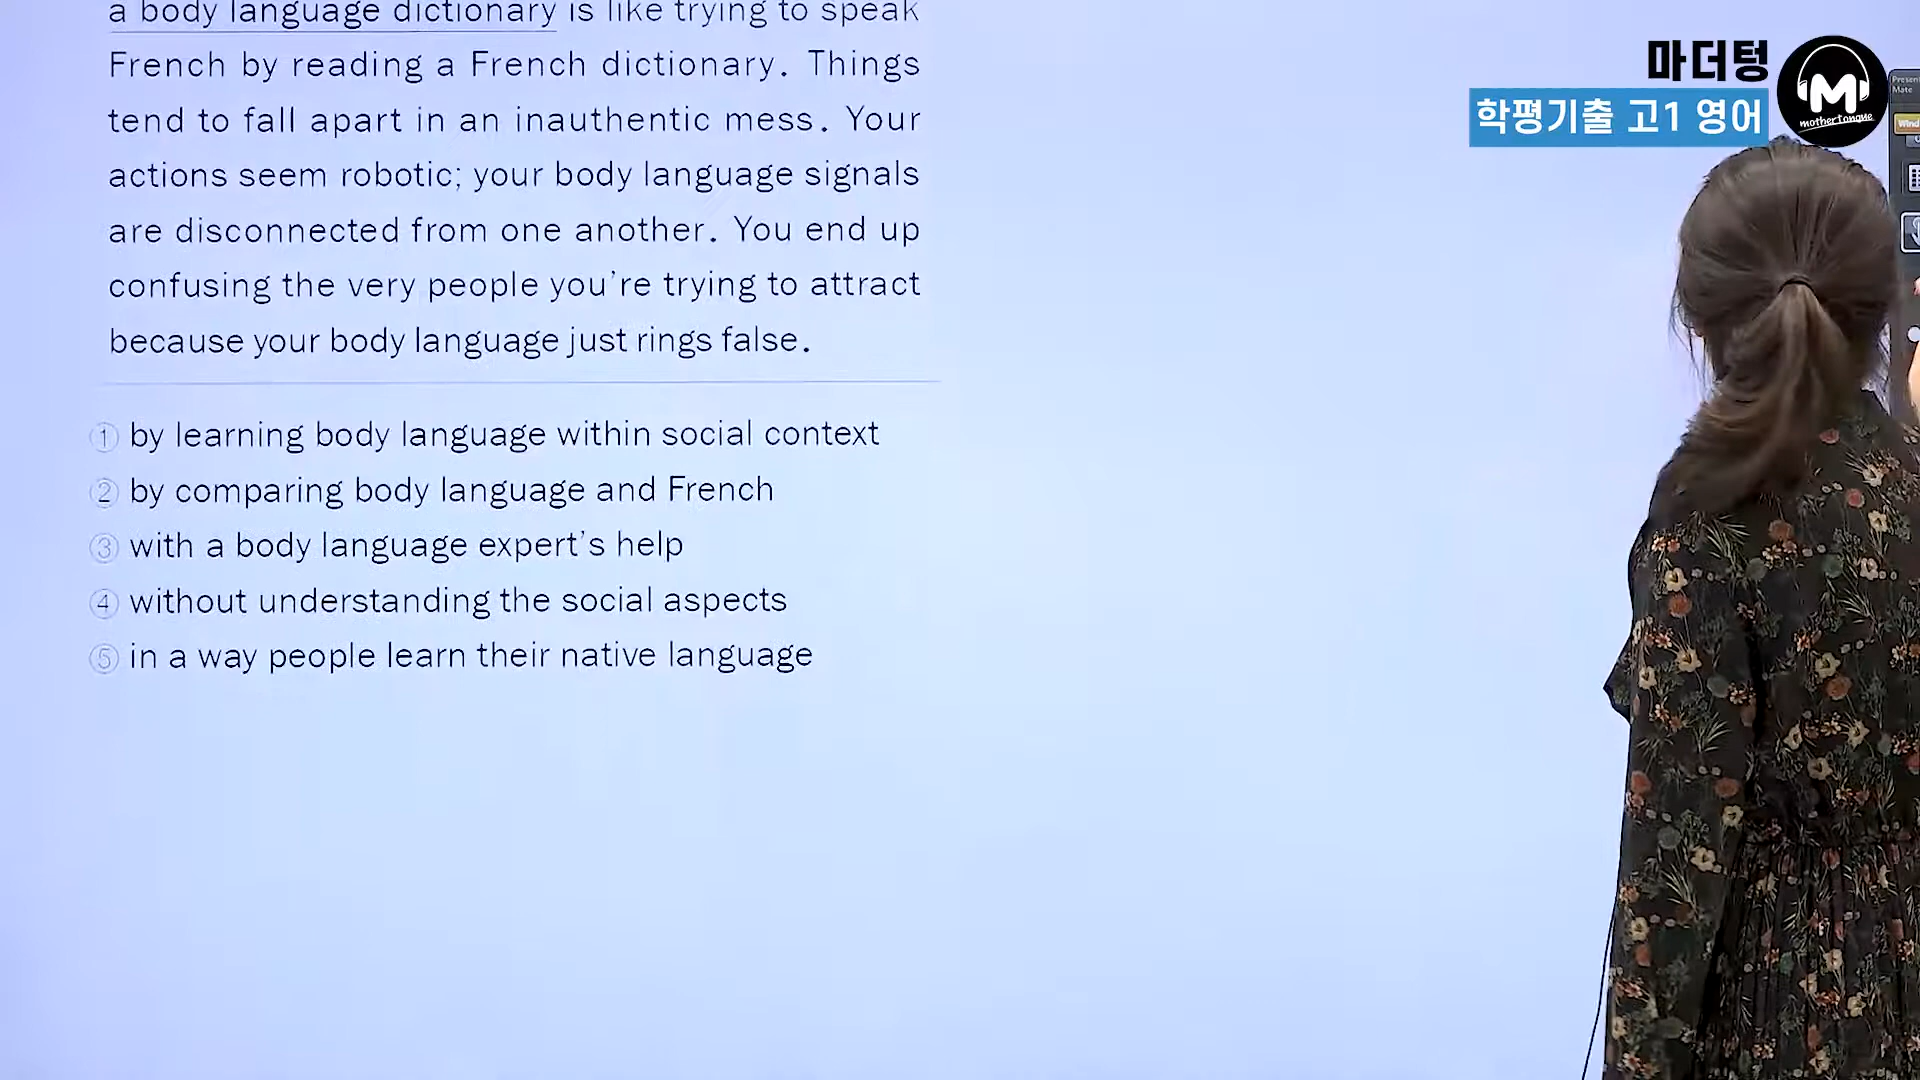 a body language dictionary is like trying to speak
French by reading a French dictionary. Things
tend to fall apart in an inauthentic mess. Your
actions seem robotic; your body language signals
are disconnected from one another. You end up
confusing the very people you're trying to attract
because your body language just rings false.
① by learning body language within social context
② by comparing body language and French
③ with a body language expert's help
④ without understanding the social aspects
⑤ in a way people learn their native language
마더텅
학평기출 고1 영어
M
mothertongue
Present
Mate
Wind